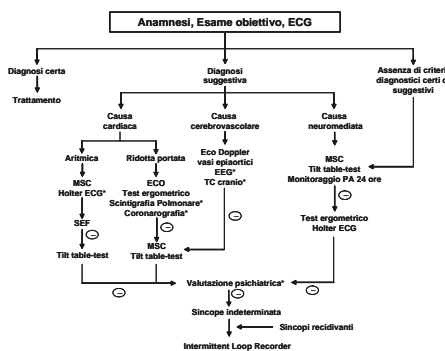 Anamnesi, Esame obiettivo, ECG
Diagnosi certa
Trattamento
Diagnosi
suggestiva
Assenza di criteri
diagnostici certi o
suggestivi
Causa
cardiaca
Causa
cerebrovascolare
Causa
neuromediata
Aritmica
MSC
Holter ECG*
SEF
Tilt table-test
Ridotta portata
ECO
Test ergometrico
Scintigrafia Polmonare*
Coronarografia*
MSC
Tilt table-test
Eco Doppler
vasi epiaortici
EEG*
TC cranio*
MSC
Tilt table-test
Monitoraggio PA 24 ore
Test ergometrico
Holter ECG
Valutazione psichiatrica*
Sincope indeterminata
Sincopi recidivanti
Intermittent Loop Recorder